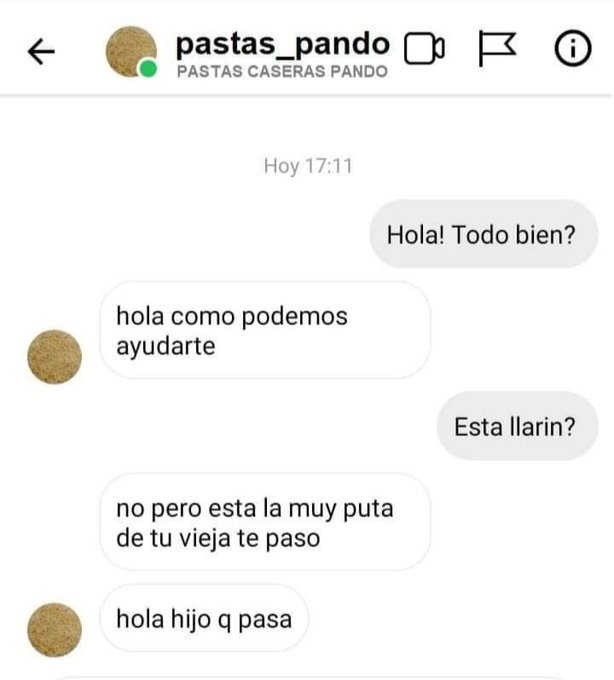 pastas_pando
PASTAS CASERAS PANDO
Hoy 17:11
Hola! Todo bien?
hola como podemos
ayudarte
Esta llarin?
no pero esta la muy puta
de tu vieja te paso
hola hijo q pasa